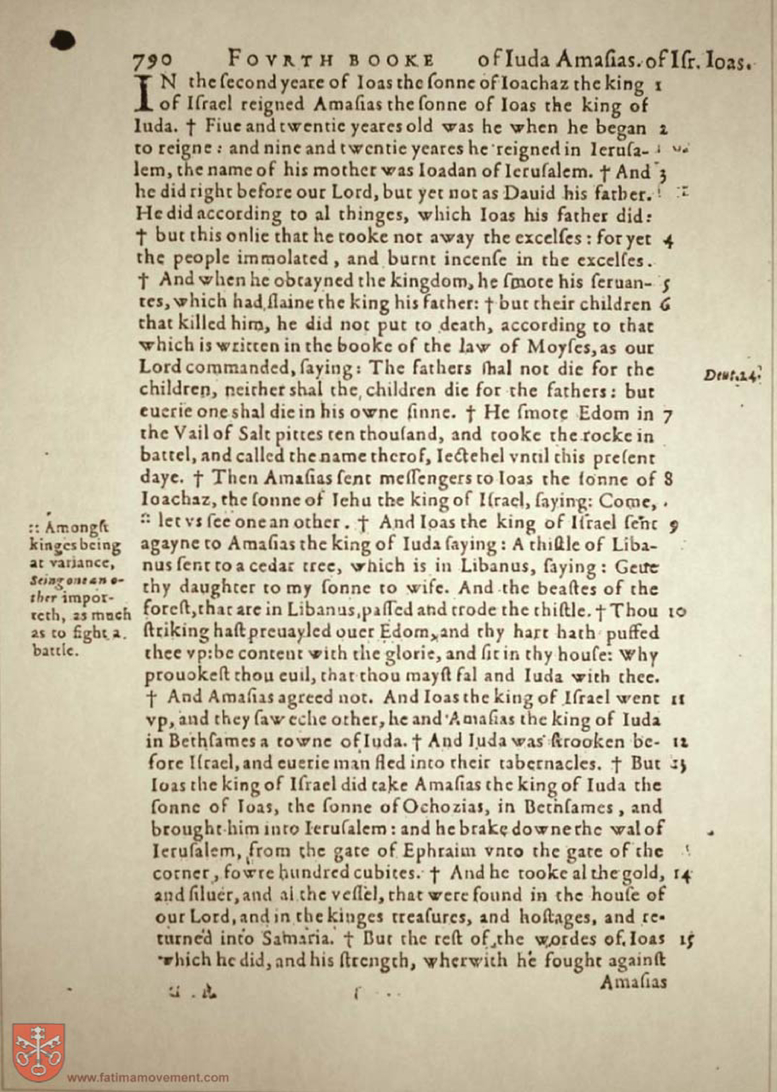 790 FOVRTH BOOKE of Iuda Amaſias. of Iſr. Ioas.
IN the ſecond yeare of Ioas the ſonne of Ioachaz the king 1
of Iſrael reigned Amaſias the ſonne of Ioas the king of
Iuda. † Fiue and twentie yeares old was he when he began 2
to reigne: and nine and twentie yeares he reigned in Ieruſa-
lem, the name of his mother was Ioadan of Ieruſalem. † And 3
he did right before our Lord, but yet not as Dauid his father.
He did according to al thinges, which Ioas his father did:
† but this onlie that he tooke not away the excelſes: for yet 4
the people immolated, and burnt incenſe in the excelſes.
† And when he obtayned the kingdom, he ſmote his ſeruan- 5
tes, which had ſlaine the king his father: † but their children 6
that killed him, he did not put to death, according to that
which is written in the booke of the law of Moyſes, as our
Lord commanded, ſaying: The fathers ſhal not die for the
Deut. 24.
children, neither shal the children die for the fathers: but
euerie one shal die in his owne ſinne. † He ſmote Edom in 7
the Vail of Salt pittes ten thouſand, and tooke the rocke in
battel, and called the name therof, Iectehel vntil this preſent
daye. † Then Amaſias ſent meſſengers to Ioas the ſonne of 8
Ioachaz, the ſonne of Iehu the king of Iſrael, ſaying: Come,
:: let vs ſee one an other. † And Ioas the king of Iſrael ſent 9
agayne to Amaſias the king of Iuda ſaying: A thiſtle of Liba-
nus ſent to a cedar tree, which is in Libanus, ſaying: Geue
thy daughter to my ſonne to wife. And the beaſtes of the
foreſt, that are in Libanus, paſſed and trode the thiſtle. † Thou 10
ſtriking haſt preuayled ouer Edom, and thy hart hath puffed
thee vp: be content with the glorie, and ſit in thy houſe: Why
prouokeſt thou euil, that thou mayſt fal and Iuda with thee.
:: Amongſt
kinges being
at variance,
Seing one an o-
ther impor-
teth, as much
as to fight a
battle.
† And Amaſias agreed not. And Ioas the king of Iſrael went 11
vp, and they ſaw eche other, he and Amaſias the king of Iuda
in Bethſames a towne of Iuda. † And Iuda was ſtrooken be- 12
fore Iſrael, and euerie man fled into their tabernacles. † But 13
Ioas the king of Iſrael did take Amaſias the king of Iuda the
ſonne of Ioas, the ſonne of Ochozias, in Bethſames, and
brought him into Ieruſalem: and he brake downe the wal of
Ieruſalem, from the gate of Ephraim vnto the gate of the
corner, fowre hundred cubites. † And he tooke al the gold, 14
and ſiluer, and al the veſſel, that were found in the houſe of
our Lord, and in the kinges treaſures, and hoſtages, and re-
turned into Samaria. † But the reſt of the wordes of Ioas 15
which he did, and his ſtrength, wherwith he fought againſt
Amaſias
www.fatimamovement.com